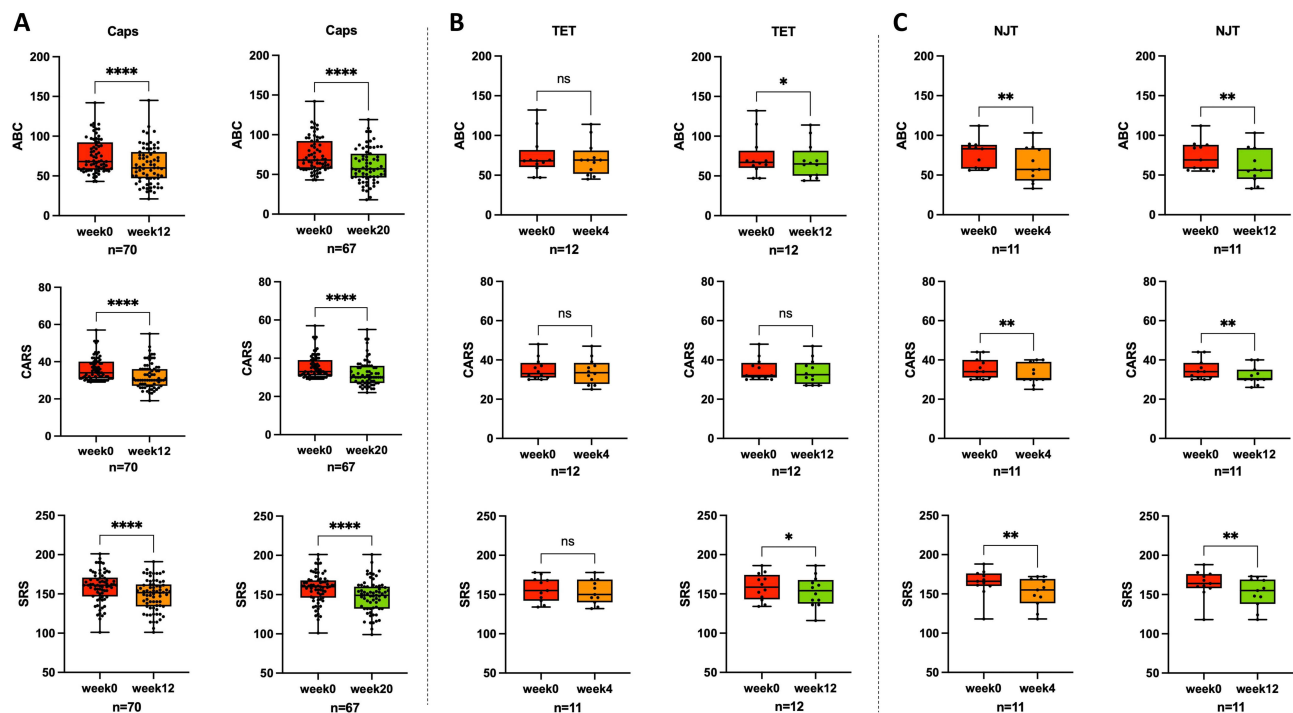 A
Caps
ABC
200
150
100
50
0
****
week0 week12
n=70
Caps
ABC
200
150
100
50
0
****
week0 week20
n=67
CARS
80
60
40
20
0
****
week0 week12
n=70
CARS
80
60
40
20
0
****
week0 week20
n=67
SRS
250
200
150
100
50
****
week0 week12
n=70
SRS
250
200
150
100
50
****
week0 week20
n=67
B
TET
ABC
200
150
100
50
0
ns
week0 week4
n=12
TET
ABC
200
150
100
50
0
*
week0 week12
n=12
CARS
80
60
40
20
0
ns
week0 week4
n=12
CARS
80
60
40
20
0
ns
week0 week12
n=12
SRS
250
200
150
100
50
ns
week0 week4
n=11
SRS
250
200
150
100
50
*
week0 week12
n=12
C
NJT
ABC
200
150
100
50
0
**
week0 week4
n=11
NJT
ABC
200
150
100
50
0
**
week0 week12
n=11
CARS
80
60
40
20
0
**
week0 week4
n=11
CARS
80
60
40
20
0
**
week0 week12
n=11
SRS
250
200
150
100
50
**
week0 week4
n=11
SRS
250
200
150
100
50
**
week0 week12
n=11